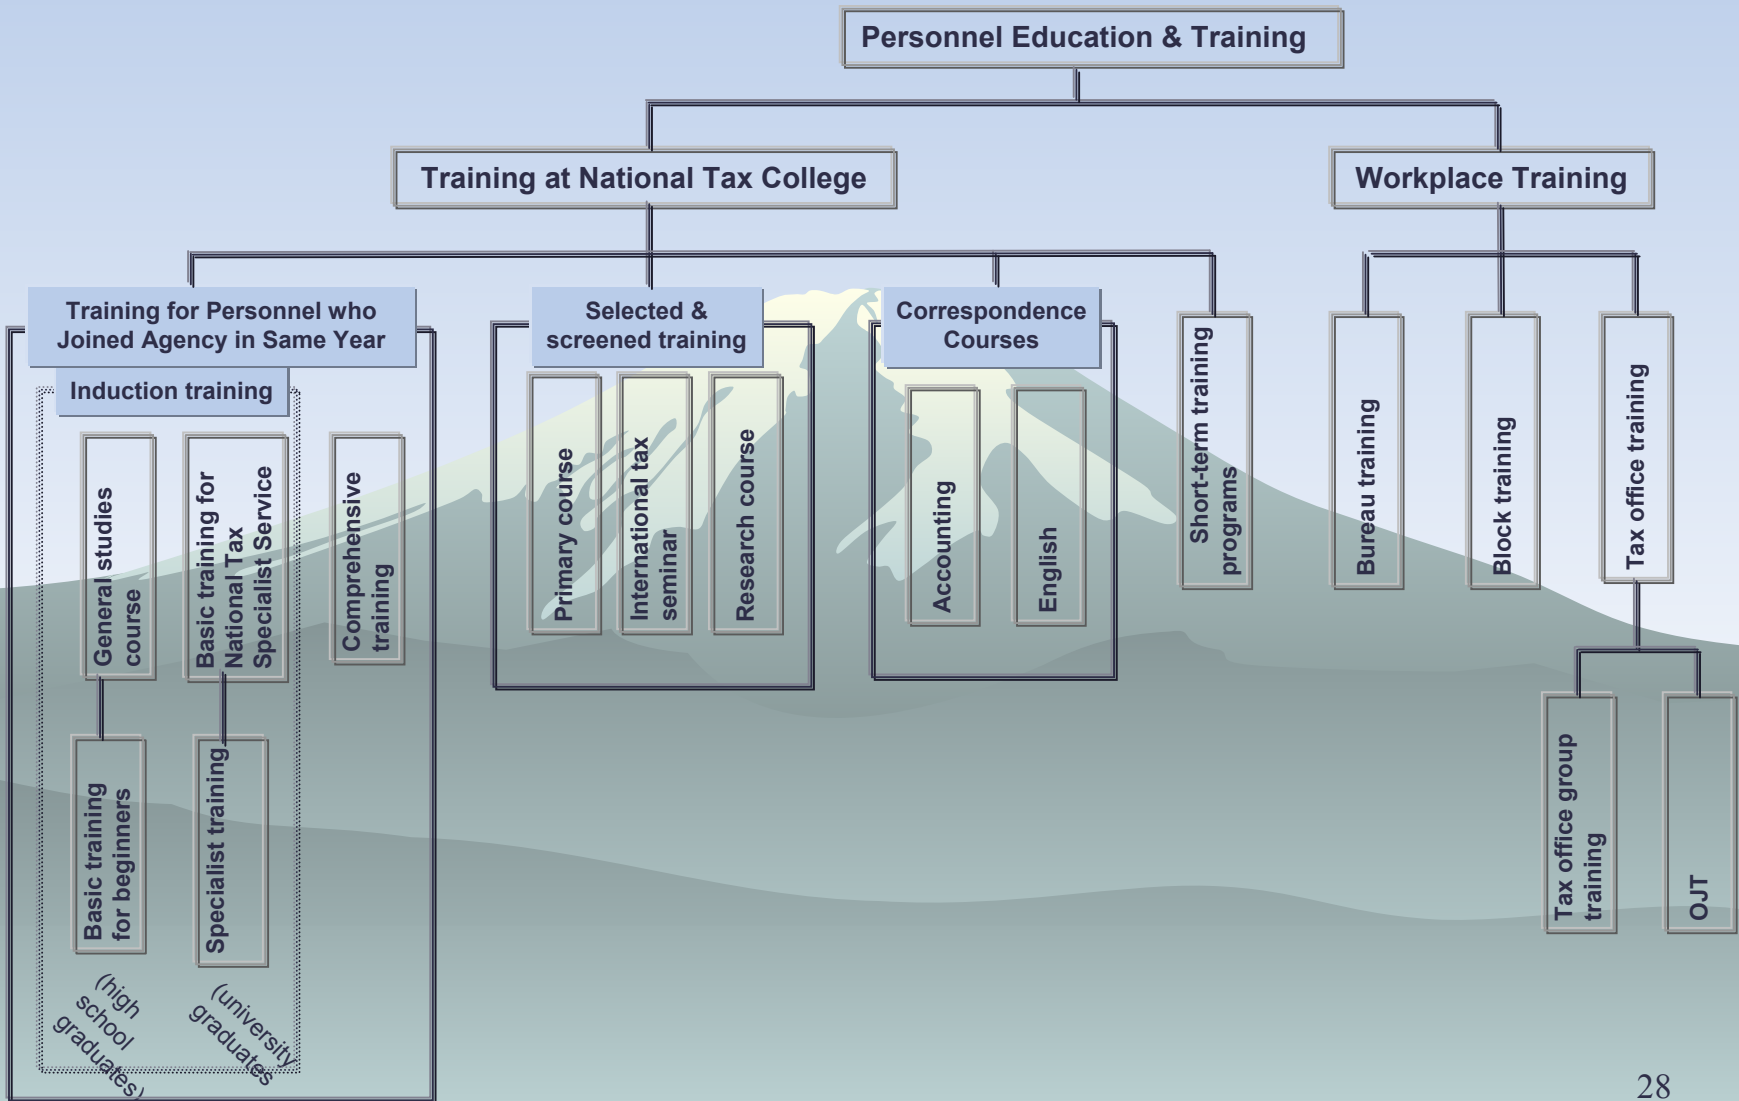 Personnel Education & Training
Training at National Tax College
Workplace Training
Training for Personnel who
Joined Agency in Same Year
Induction training
General studies
course
Basic training for
National Tax
Specialist Service
Comprehensive
training
Basic training
for beginners
Specialist training
(high
school
graduates)
(university
graduates
Selected &
screened training
Primary course
International tax
seminar
Research course
Correspondence
Courses
Accounting
English
Short-term training
programs
Bureau training
Block training
Tax office training
Tax office group
training
OJT
28